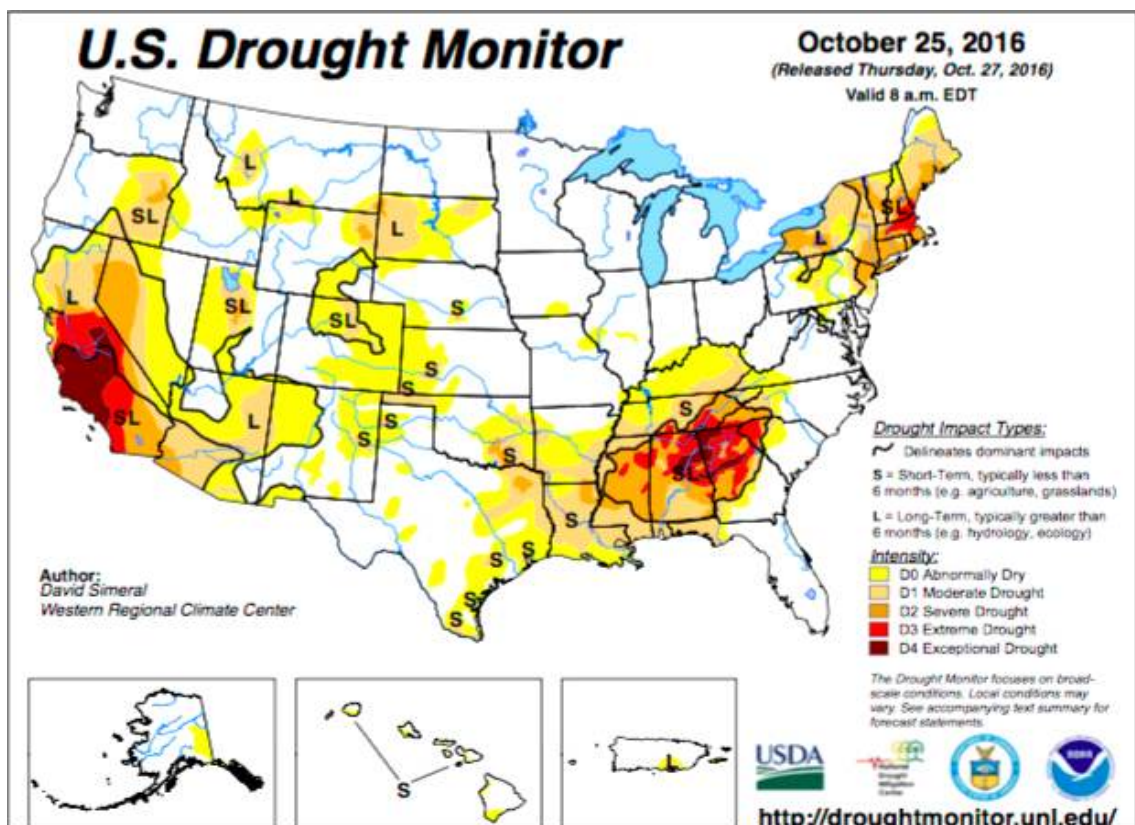 U.S. Drought Monitor
October 25, 2016
(Released Thursday, Oct. 27, 2016)
Valid 8 a.m. EDT
L
L
SL
L
SL
L
L
SL
SL
S
S
S
S
L
SL
L
S
S
S
S
SL
S
S
S
S
S
S
Drought Impact Types:
Delineates dominant impacts
S = Short-Term, typically less than
6 months (e.g. agriculture, grasslands)
L = Long-Term, typically greater than
6 months (e.g. hydrology, ecology)
Intensity:
D0 Abnormally Dry
D1 Moderate Drought
D2 Severe Drought
D3 Extreme Drought
D4 Exceptional Drought
Author:
David Simeral
Western Regional Climate Center
The Drought Monitor focuses on broad-
scale conditions. Local conditions may
vary. See accompanying text summary for
forecast statements.
S
L
USDA
Drought
Mitigation
Center
http://droughtmonitor.unl.edu/